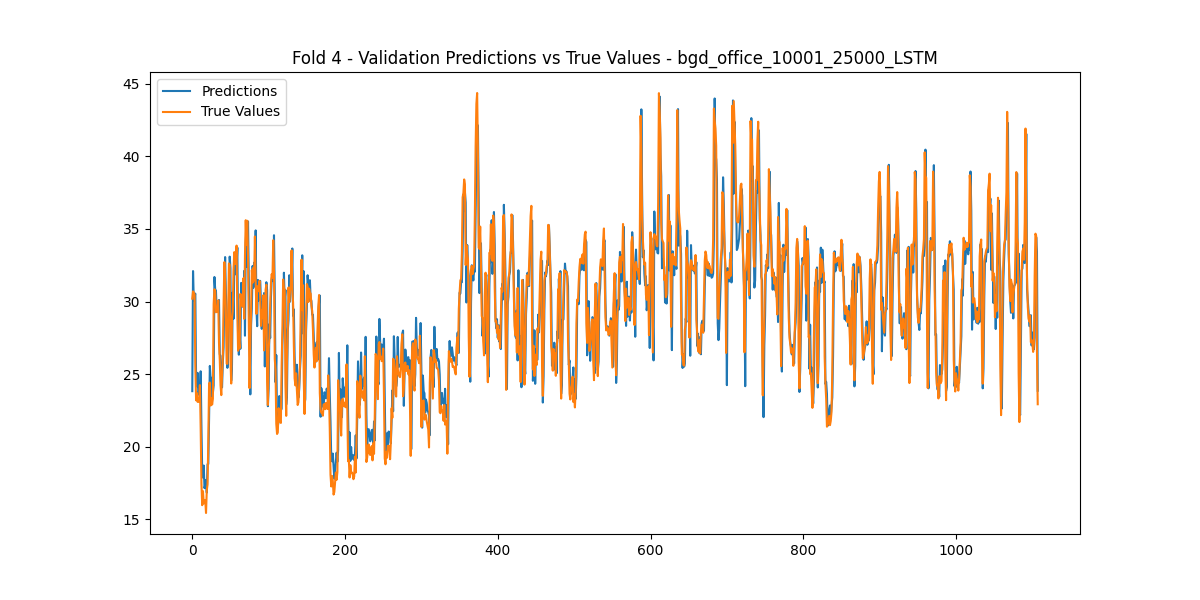 Fold 4 - Validation Predictions vs True Values - bgd_office_10001_25000_LSTM
Predictions
True Values
45
40
35
30
25
20
15
0 200 400 600 800 1000